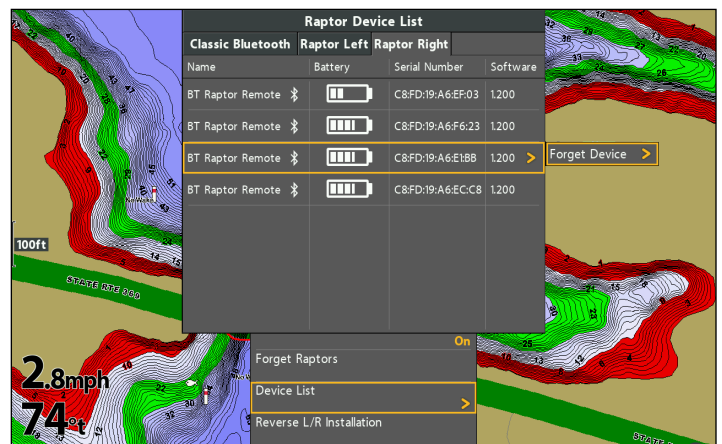 Raptor Device List
Classic Bluetooth Raptor Left Raptor Right
Name Battery Serial Number Software
BT Raptor Remote C8:FD:19:A6:EF:03 1.200
BT Raptor Remote C8:FD:19:A6:F6:23 1.200
BT Raptor Remote C8:FD:19:A6:E1:BB 1.200 >
Forget Device >
BT Raptor Remote C8:FD:19:A6:EC:C8 1.200
100ft
STATE RTE 369
On
Forget Raptors
Device List >
Reverse L/R Installation
2.8mph
74°t